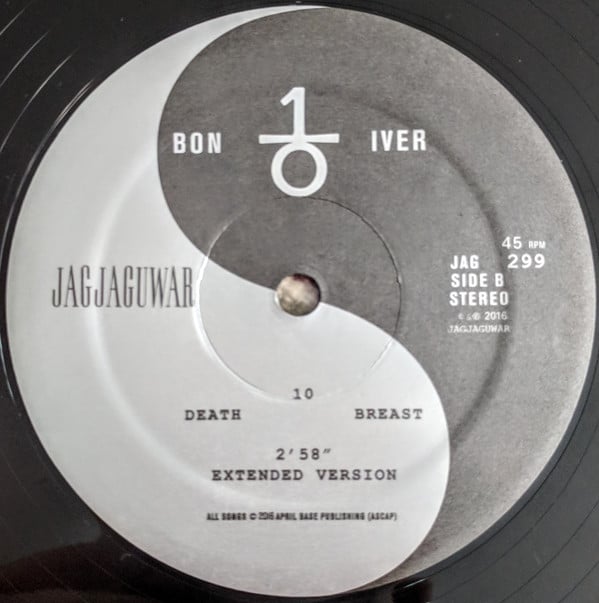 BON 10 IVER
45 RPM
JAG 299
SIDE B
STEREO
© & ℗ 2016
JAGJAGUWAR
JAGJAGUWAR
10
DEATH BREAST
2'58"
EXTENDED VERSION
ALL SONGS © 2016 APRIL BASE PUBLISHING (ASCAP)